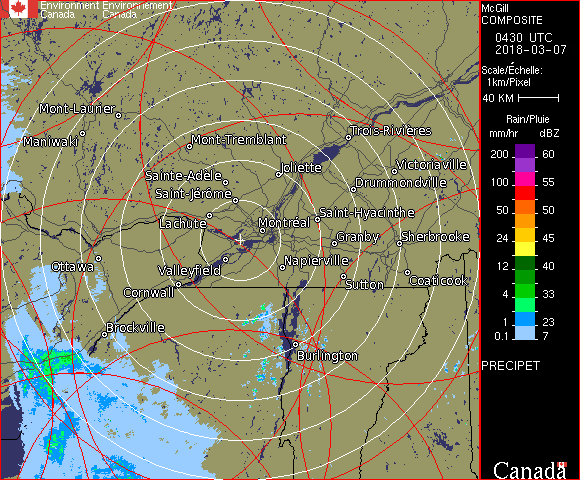 Environment Environnement
Canada Canada
McGill
COMPOSITE
0430 UTC
2018-03-07
Scale/Échelle:
1km/Pixel
40 KM
Rain/Pluie
mm/hr dBZ
200 60
150 57
100 55
50 50
24 45
12 40
4 33
1 23
0.1 7
PRECIPET
Mont-Laurier
Maniwaki
Mont-Tremblant
Trois-Rivières
Sainte-Adèle
Joliette
Victoriaville
Saint-Jérôme
Drummondville
Lachute
Montréal
Saint-Hyacinthe
Granby
Sherbrooke
Ottawa
Valleyfield
Napierville
Cornwall
Sutton
Coaticook
Brockville
Burlington
Canada